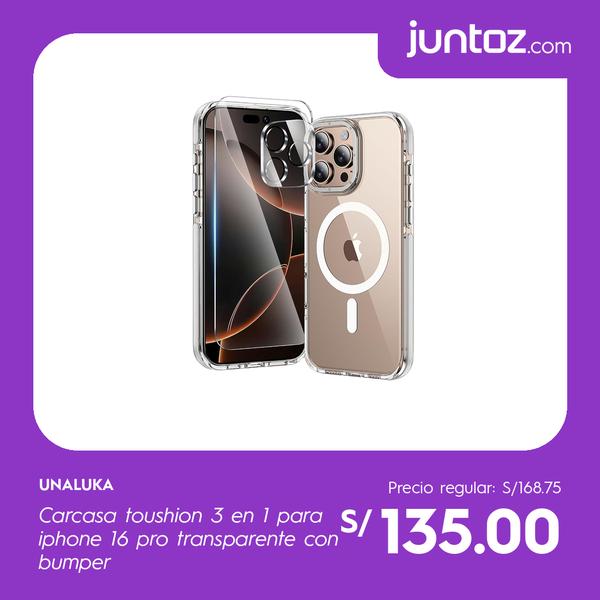 juntoz.com
UNALUKA
Carcasa toushion 3 en 1 para
iphone 16 pro transparente con
bumper
Precio regular: S/168.75
S/135.00